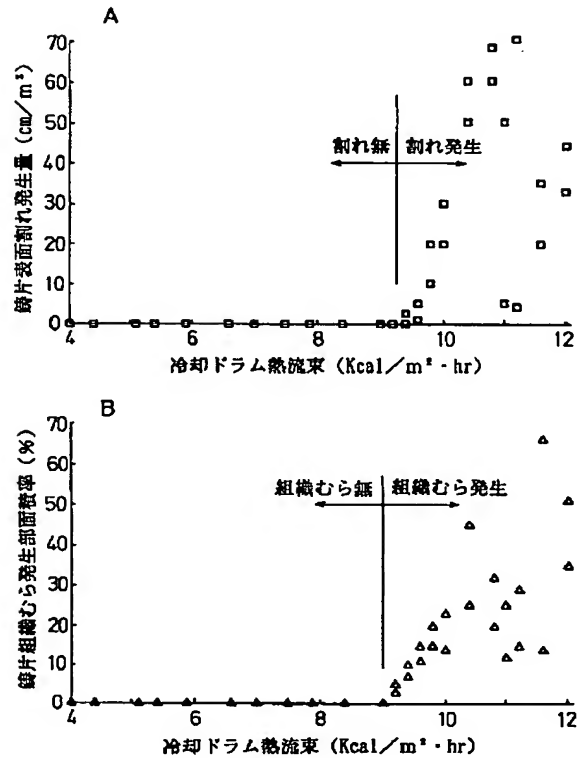 A
鋳片表面割れ発生量 (cm/m²)
70
60
50
40
30
20
10
0
割れ無
割れ発生
4
6
8
10
12
冷却ドラム熱流束 (Kcal/m²・hr)
B
鋳片組織むら発生部面積率 (%)
70
60
50
40
30
20
10
0
組織むら無
組織むら発生
4
6
8
10
12
冷却ドラム熱流束 (Kcal/m²・hr)